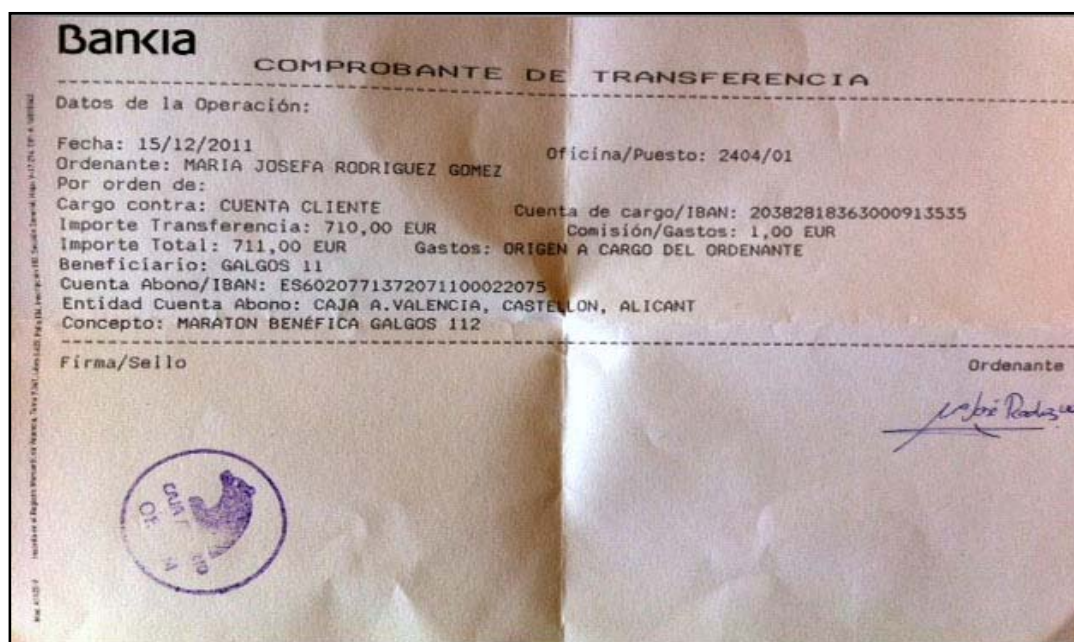 Bankia
COMPROBANTE DE TRANSFERENCIA
Datos de la Operación:
Fecha: 15/12/2011 Oficina/Puesto: 2404/01
Ordenante: MARIA JOSEFA RODRIGUEZ GOMEZ
Por orden de:
Cargo contra: CUENTA CLIENTE Cuenta de cargo/IBAN: 20382818363000913535
Importe Transferencia: 710,00 EUR Comisión/Gastos: 1,00 EUR
Importe Total: 711,00 EUR Gastos: ORIGEN A CARGO DEL ORDENANTE
Beneficiario: GALGOS 11
Cuenta Abono/IBAN: ES6020771372071100022075
Entidad Cuenta Abono: CAJA A.VALENCIA, CASTELLON, ALICANT
Concepto: MARATON BENÉFICA GALGOS 112
Firma/Sello Ordenante
Mª José
CAJA